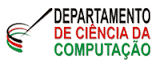 DEPARTAMENTO
DE CIÊNCIA DA
COMPUTAÇÃO